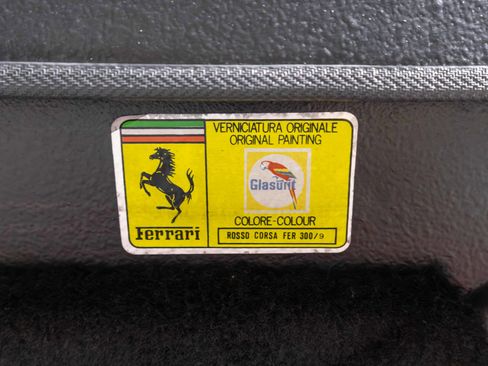 VERNICIATURA ORIGINALE
ORIGINAL PAINTING
Glasurit
COLORE-COLOUR
ROSSO CORSA FER 300/9
Ferrari